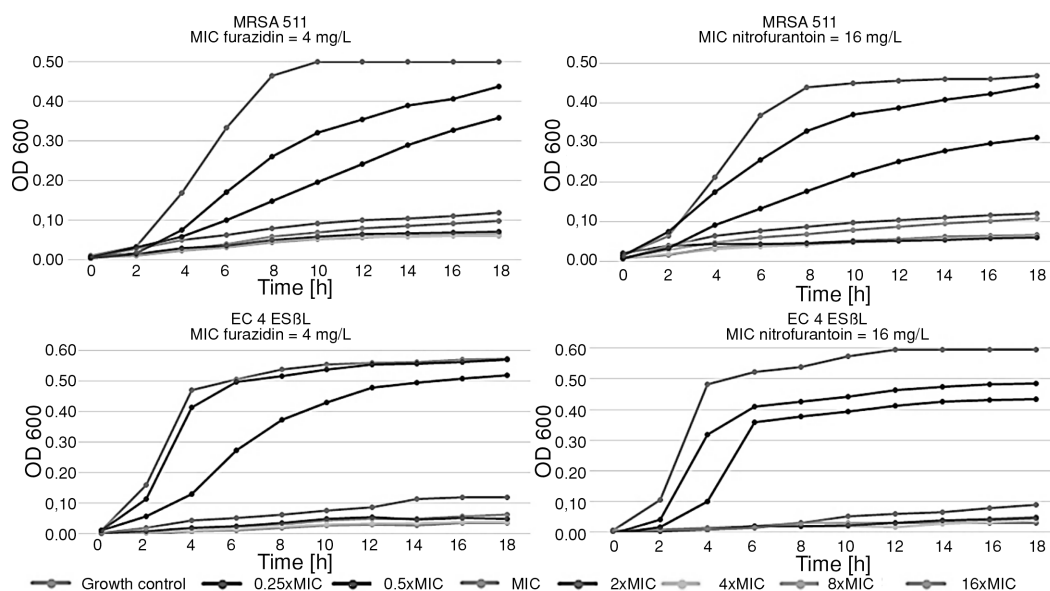 MRSA 511
MIC furazidin = 4 mg/L
OD 600
0.50
0.40
0.30
0.20
0,10
0.00
0 2 4 6 8 10 12 14 16 18
Time [h]
MRSA 511
MIC nitrofurantoin = 16 mg/L
OD 600
0.50
0.40
0.30
0.20
0,10
0.00
0 2 4 6 8 10 12 14 16 18
Time [h]
EC 4 ESßL
MIC furazidin = 4 mg/L
OD 600
0.60
0.50
0.40
0.30
0.20
0,10
0.00
0 2 4 6 8 10 12 14 16 18
Time [h]
EC 4 ESßL
MIC nitrofurantoin = 16 mg/L
OD 600
0.60
0.50
0.40
0.30
0.20
0,10
0.00
0 2 4 6 8 10 12 14 16 18
Time [h]
Growth control 0.25xMIC 0.5xMIC MIC 2xMIC 4xMIC 8xMIC 16xMIC